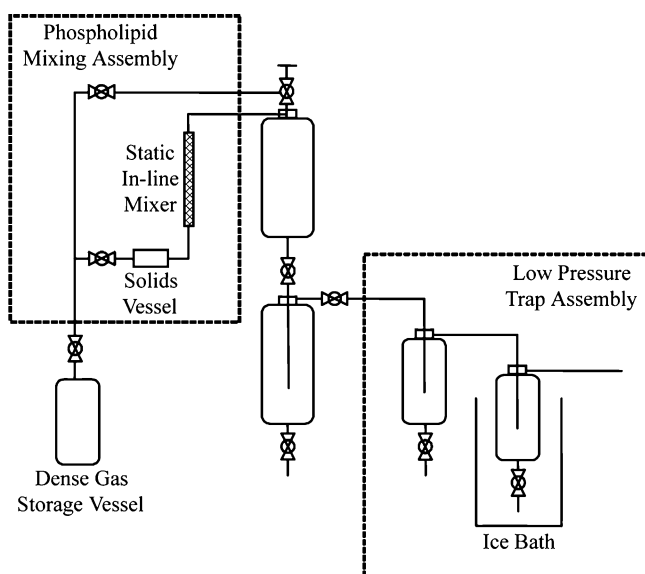 Phospholipid
Mixing Assembly
Static
In-line
Mixer
Solids
Vessel
Low Pressure
Trap Assembly
Dense Gas
Storage Vessel
Ice Bath